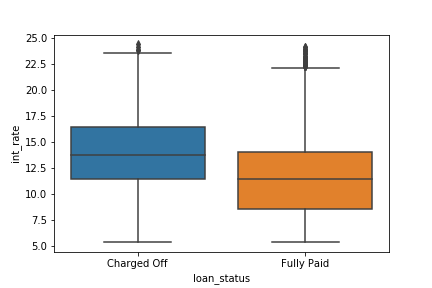 25.0
22.5
20.0
17.5
15.0
12.5
10.0
7.5
5.0
int_rate
Charged Off
Fully Paid
loan_status